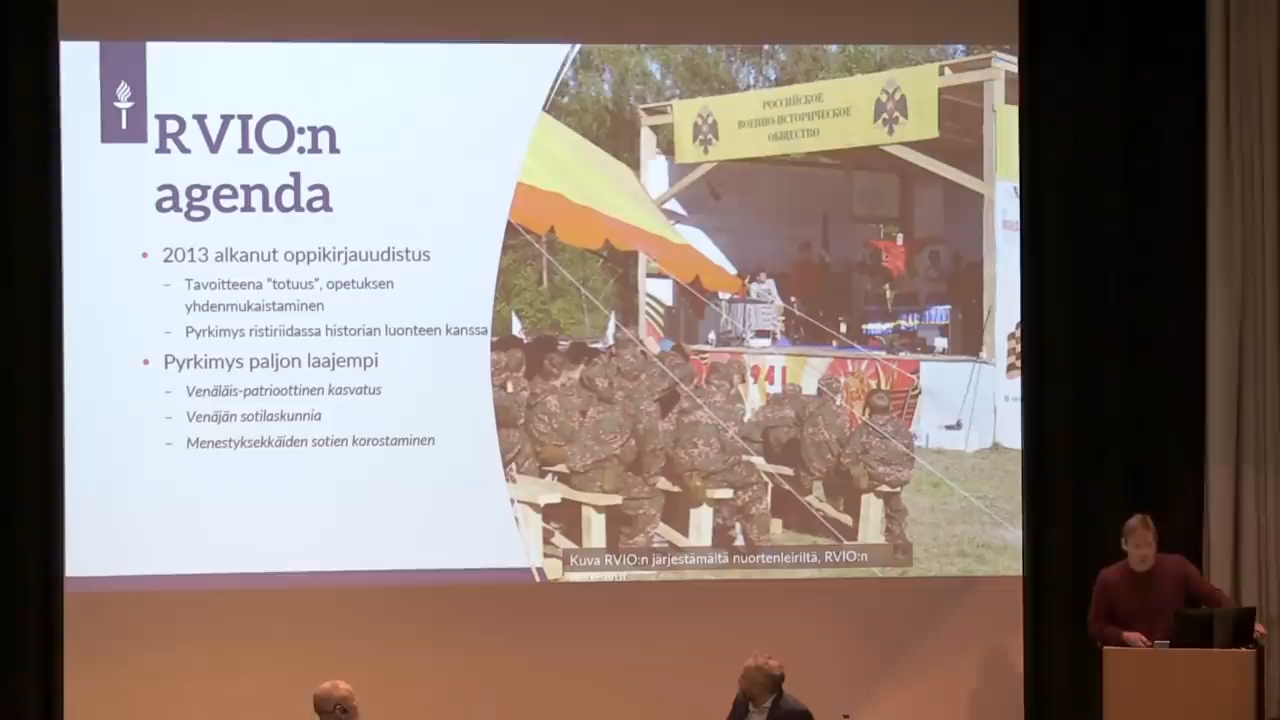 RVIO:n
agenda
• 2013 alkanut oppikirjauudistus
– Tavoitteena "totuus", opetuksen
yhdenmukaistaminen
– Pyrkimys ristiriidassa historian luonteen kanssa
• Pyrkimys paljon laajempi
– Venäläis-patrioottinen kasvatus
– Venäjän sotilaskunnia
– Menestyksekkäiden sotien korostaminen
РОССИЙСКОЕ
ВОЕННО-ИСТОРИЧЕСКОЕ
ОБЩЕСТВО
Kuva RVIO:n järjestämältä nuortenleiriltä, RVIO:n